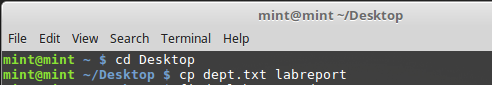 mint@mint ~/Desktop
File Edit View Search Terminal Help
mint@mint ~ $ cd Desktop
mint@mint ~/Desktop $ cp dept.txt labreport